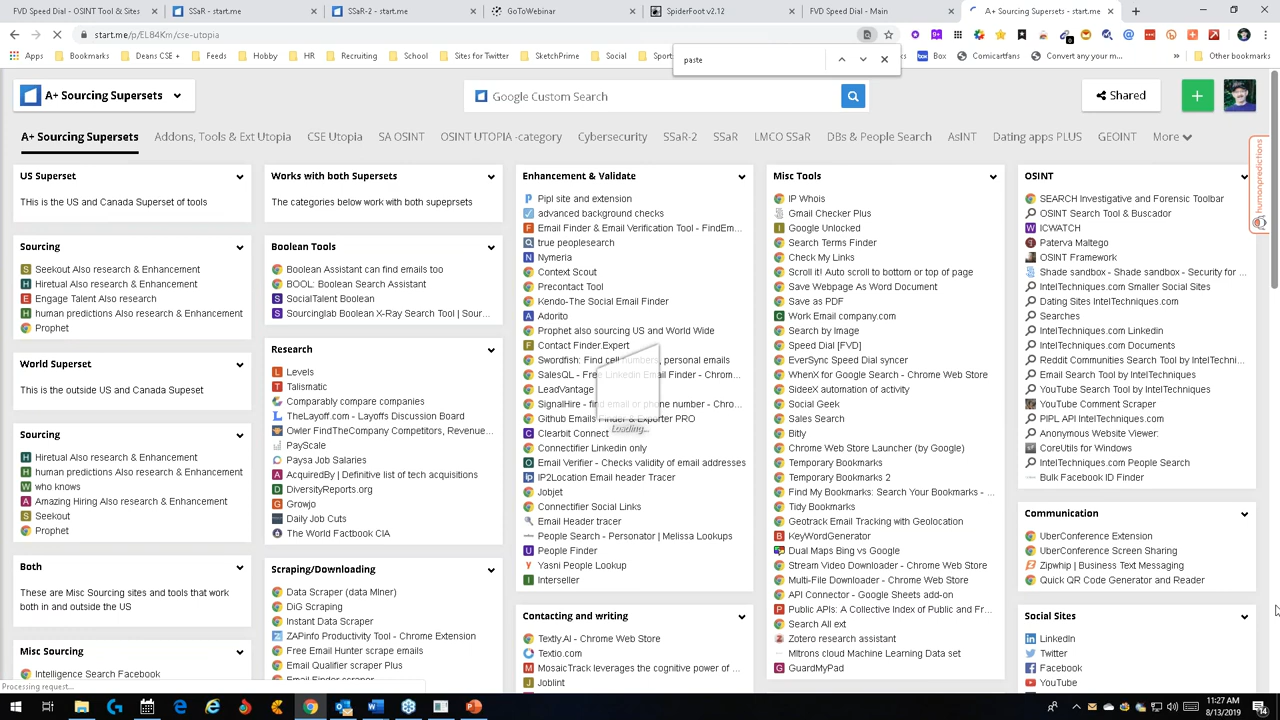 FVD Speed Dial - OSINT Tool & Sites
SSaR - start.me
SSaR-2 - start.me
GoToWebinar
SpiderFoot v2.12
FVD Speed Dial - Main
A+ Sourcing Supersets - start.me
start.me/p/EL84Km/cse-utopia
Apps
Bookmarks
Deans CSE +
Feeds
Hobby
HR
Recruiting
School
Sites for Twitter
SketchPrime
Social
Box
Comicartfans
Convert any your m...
Other bookmarks
paste
A+ Sourcing Supersets
Google Custom Search
Shared
A+ Sourcing Supersets
Addons, Tools & Ext Utopia
CSE Utopia
SA OSINT
OSINT UTOPIA -category
Cybersecurity
SSaR-2
SSaR
LMCO SSaR
DBs & People Search
AsINT
Dating apps PLUS
GEOINT
More
US Superset
THis is the US and Canada Superset of tools
Sourcing
Seekout Also research & Enhancement
Hiretual Also research & Enhancement
Engage Talent Also research
human predictions Also research & Enhancement
Prophet
World Superset
This is the outside US and Canada Supeset
Sourcing
Hiretual Also research & Enhancement
human predictions Also research & Enhancement
who knows
Amazing Hiring Also research & Enhancement
Seekout
Prophet
Both
These are Misc Sourcing sites and tools that work
both in and outside the US
Misc Sourcing
Intelligence Search Facebook
Works with both Supersets
The categories below work with both supeprsets
Boolean Tools
Boolean Assistant can find emails too
BOOL: Boolean Search Assistant
SocialTalent Boolean
Sourcinglab Boolean X-Ray Search Tool | Sour...
Research
Levels
Talismatic
Comparably compare companies
TheLayoff.com - Layoffs Discussion Board
Owler FindTheCompany Competitors, Revenue...
PayScale
Paysa Job Salaries
AcquiredBy | Definitive list of tech acquisitions
DiversityReports.org
Growjo
Daily Job Cuts
The World Factbook CIA
Scraping/Downloading
Data Scraper (data MIner)
DiG Scraping
Instant Data Scraper
ZAPinfo Productivity Tool - Chrome Extension
Free Email Hunter scrape emails
Email Qualifier scraper Plus
Email Finder scraper
Enhancement & Validate
Pipl site and extension
advanced background checks
Email Finder & Email Verification Tool - FindEm...
true peoplesearch
Nymeria
Context Scout
Precontact Tool
Kendo-The Social Email Finder
Adorito
Prophet also sourcing US and World Wide
Contact Finder.Expert
Swordfish: Find cell numbers, personal emails
SalesQL - Free Linkedin Email Finder - Chrom...
LeadVantage
SignalHire - find email or phone number - Chro...
Github Emails Finder & Exporter PRO
Loading...
Clearbit Connect
Connectifier Linkedin only
Email Verifier - Checks validity of email addresses
IP2Location Email header Tracer
Jobjet
Connectifier Social Links
Email Header tracer
People Search - Personator | Melissa Lookups
People Finder
Yasni People Lookup
Interseller
Contacting and writing
Textly.AI - Chrome Web Store
Textio.com
MosaicTrack leverages the cognitive power of ...
Joblint
Misc Tools
IP Whois
Gmail Checker Plus
Google Unlocked
Search Terms Finder
Check My Links
Scroll it! Auto scroll to bottom or top of page
Save Webpage As Word Document
Save as PDF
Work Email company.com
Search by Image
Speed Dial [FVD]
EverSync Speed Dial syncer
WhenX for Google Search - Chrome Web Store
SideeX automation of activity
Social Geek
Sales Search
Bitly
Chrome Web Store Launcher (by Google)
Temporary Bookmarks
Temporary Bookmarks 2
Find My Bookmarks: Search Your Bookmarks - ...
Tidy Bookmarks
Geotrack Email Tracking with Geolocation
KeyWordGenerator
Dual Maps Bing vs Google
Stream Video Downloader - Chrome Web Store
Multi-File Downloader - Chrome Web Store
API Connector - Google Sheets add-on
Public APIs: A Collective Index of Public and Fr...
Search All ext
Zotero research assistant
Mltrons cloud Machine Learning Data set
GuardMyPad
OSINT
SEARCH Investigative and Forensic Toolbar
OSINT Search Tool & Buscador
ICWATCH
Paterva Maltego
OSINT Framework
Shade sandbox - Shade sandbox - Security for ...
IntelTechniques.com Smaller Social Sites
Dating Sites IntelTechniques.com
Searches
IntelTechniques.com Linkedin
IntelTechniques.com Documents
Reddit Communities Search Tool by IntelTechni...
Email Search Tool by IntelTechniques
YouTube Search Tool by IntelTechniques
YouTube Comment Scraper
PIPL API IntelTechniques.com
Anonymous Website Viewer:
CoreUtils for Windows
IntelTechniques.com People Search
Bulk Facebook ID Finder
Communication
UberConference Extension
UberConference Screen Sharing
Zipwhip | Business Text Messaging
Quick QR Code Generator and Reader
Social Sites
LinkedIn
Twitter
Facebook
YouTube
humanpredictions
Processing request...
11:27 AM
8/13/2019
14